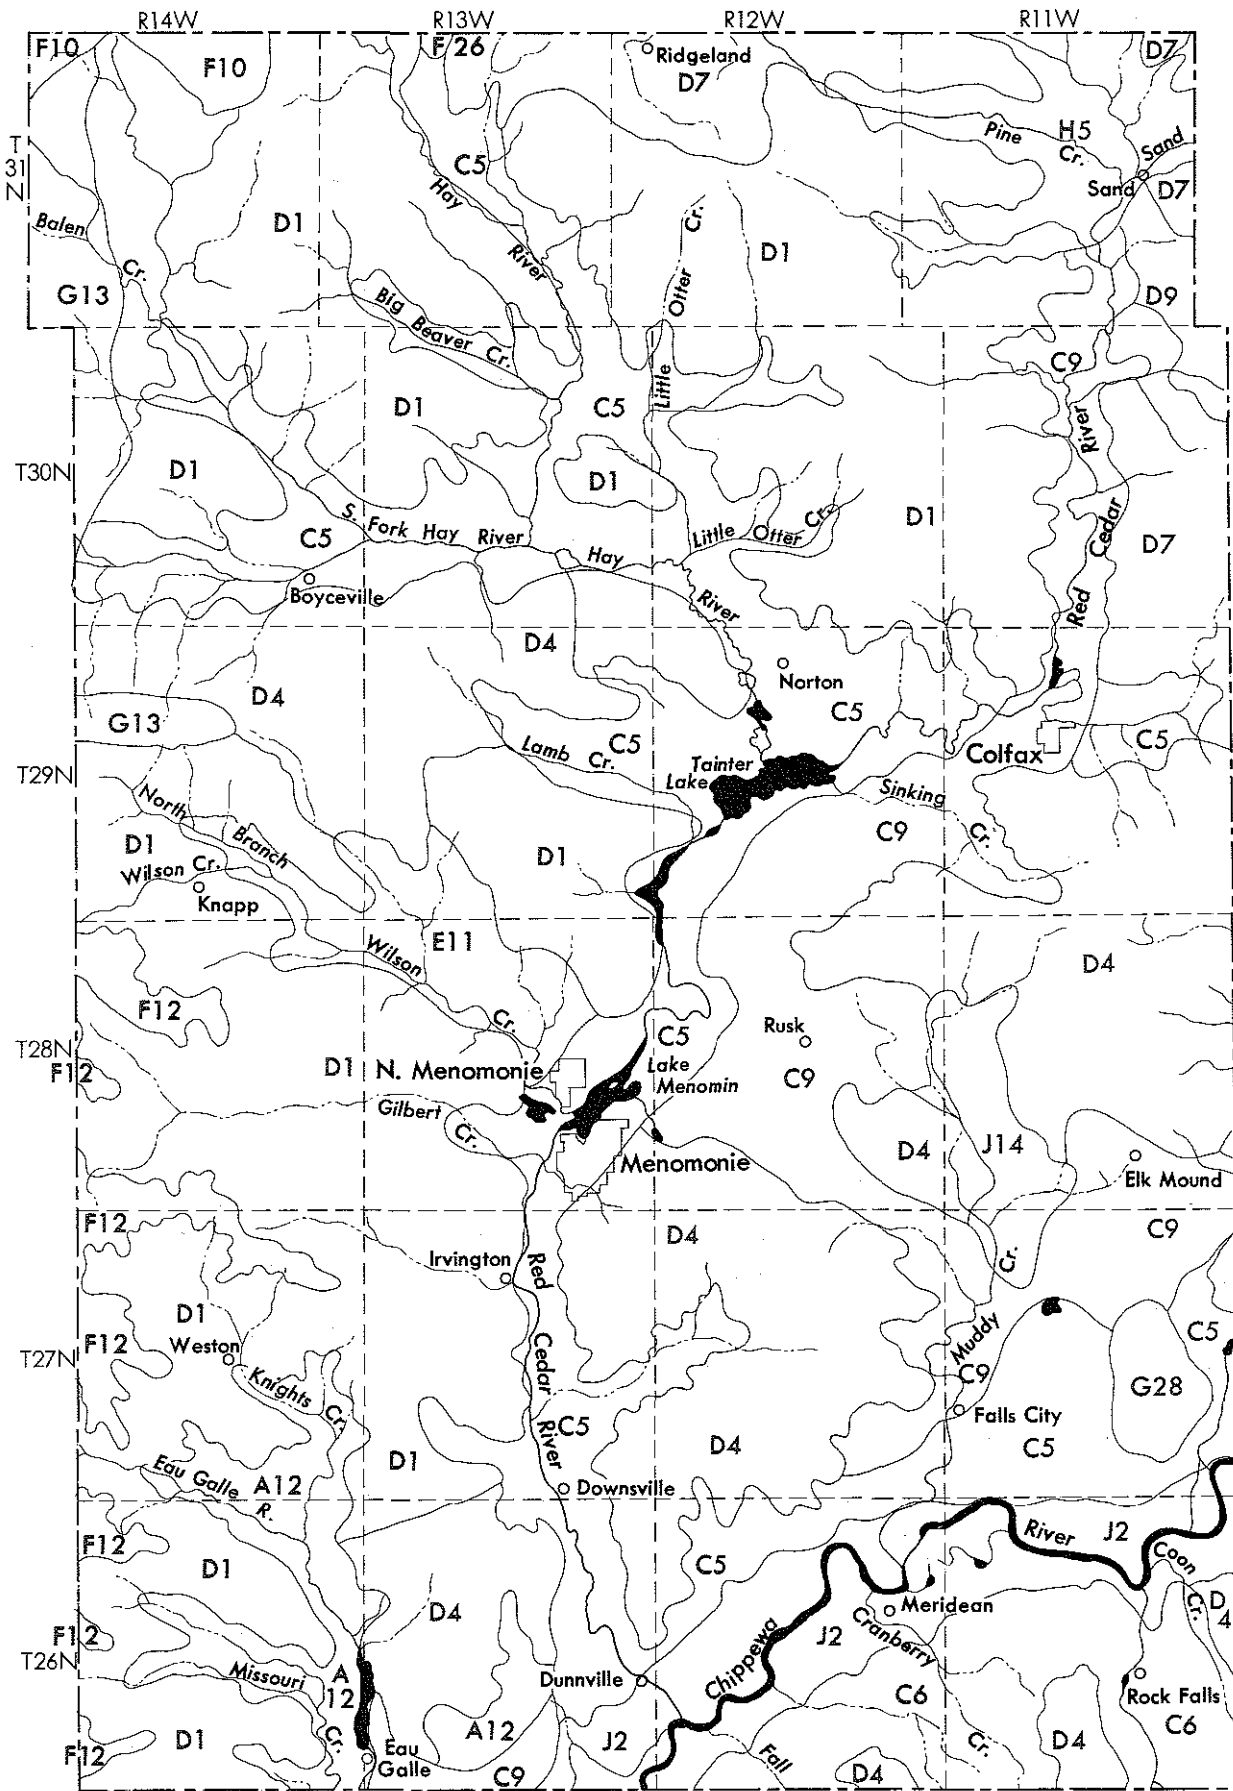 R14W R13W R12W R11W
F10 F26 Ridgeland D7
F10 D7
T
31
N
C5 Pine H5 Cr. Sand
Hay Sand D7
Balen D1 River Otter Cr. D1
Cr.
G13 Big Beaver Cr. D9
C9
D1 C5 Little River
T30N D1 D1 D1 Cedar
S. Fork Hay River Hay Little Otter Cr. D7
C5
Boyceville River Red
D4 Norton
D4
G13 C5
Lamb Cr. C5 Colfax C5
T29N Tainter
Lake
Sinking Cr.
North Branch C9
D1 D1
Wilson Cr.
Knapp
Wilson Cr. E11 D4
F12
Rusk
T28N C5
F12 D1 N. Menomonie Lake
Menomin C9
Gilbert Cr.
D4 J14
Menomonie Elk Mound
F12 D4 C9
Irvington Red Cr.
D1
F12 Weston C5
T27N Cedar Muddy
Knights Cr. C9 G28
River C5 Falls City
D1 D4 C5
Eau Galle R. A12 Downsville
F12 River J2
D1 C5 Coon Cr.
D4 Meridean D
4
F12 J2 Cranberry Cr.
T26N Missouri Cr. A
12 Dunnville Chippewa Rock Falls
C6 C6
D1 A12 J2 D4
F12 Eau
Galle Fall
C9 D4